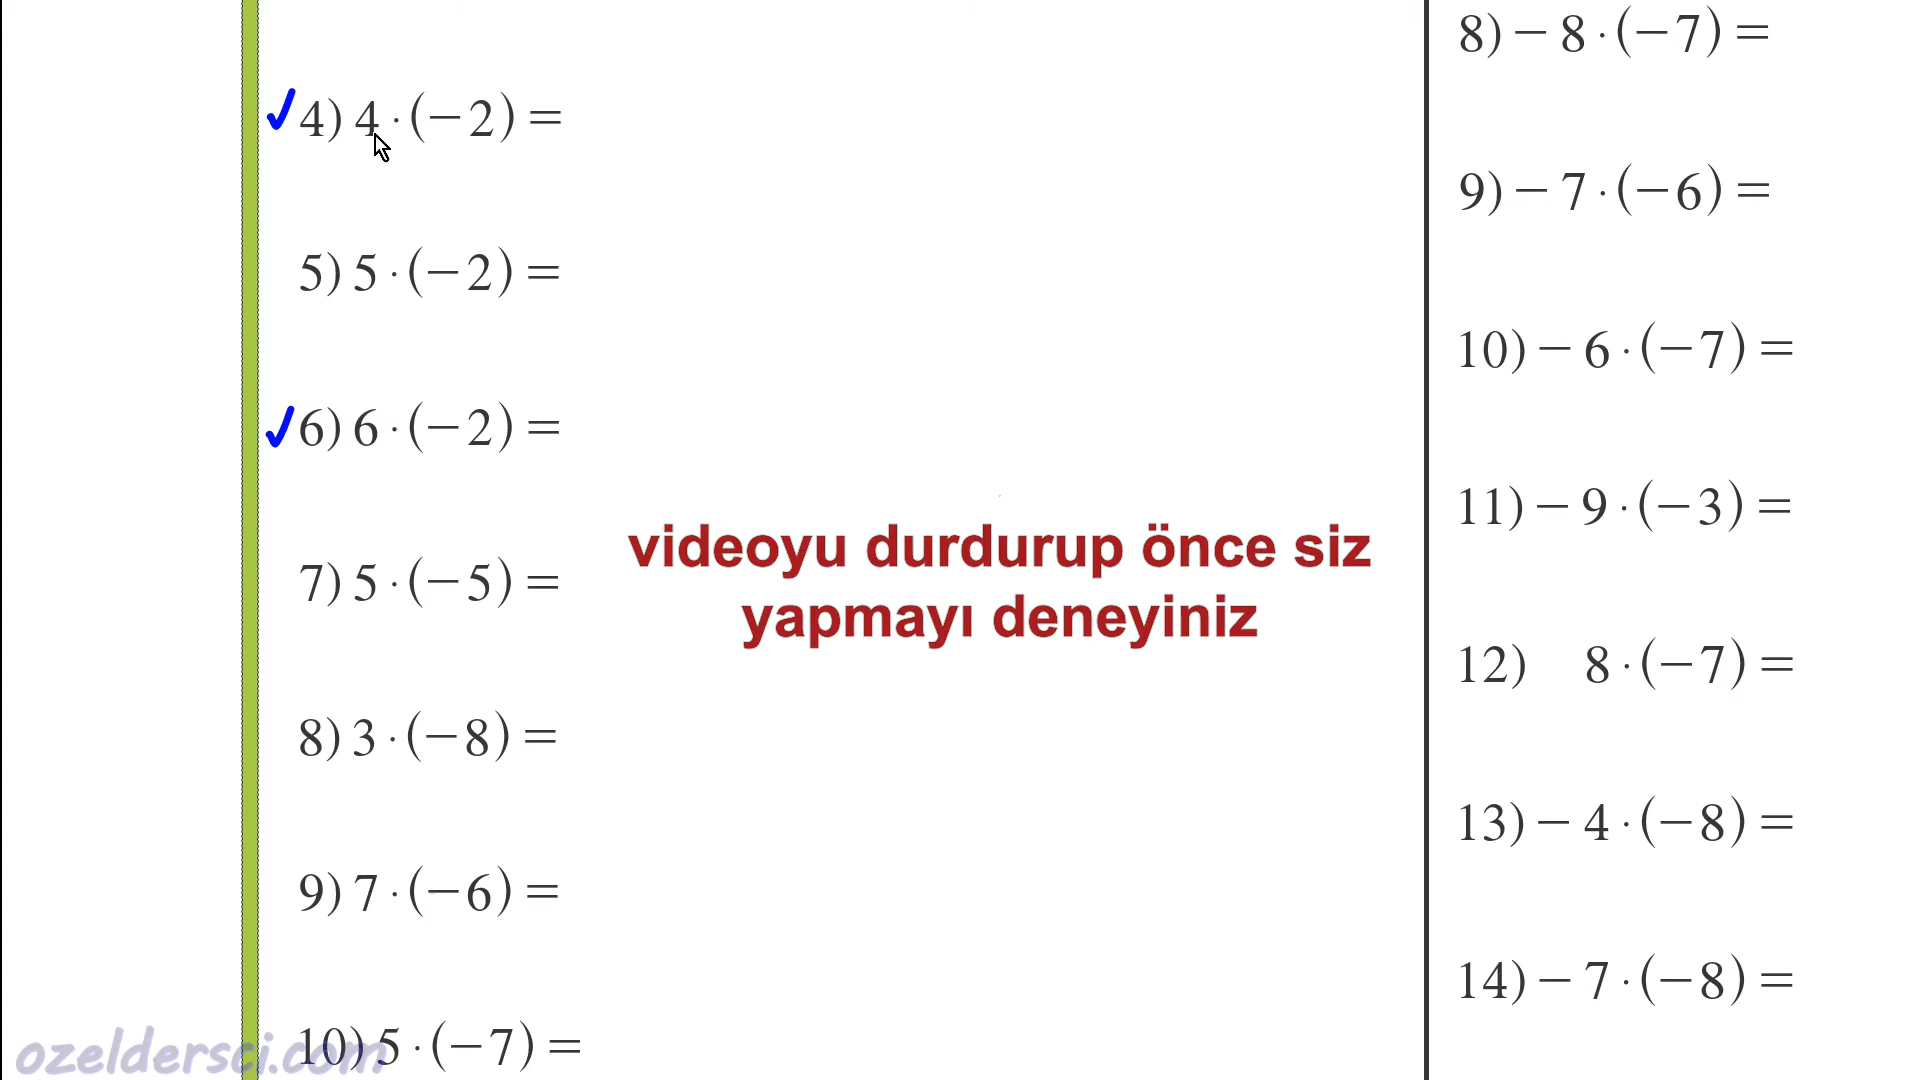 4) 4 · (−2) =
5) 5 · (−2) =
6) 6 · (−2) =
7) 5 · (−5) =
8) 3 · (−8) =
9) 7 · (−6) =
10) 5 · (−7) =
videoyu durdurup önce siz
yapmayı deneyiniz
8) − 8 · (−7) =
9) − 7 · (−6) =
10) − 6 · (−7) =
11) − 9 · (−3) =
12) 8 · (−7) =
13) − 4 · (−8) =
14) − 7 · (−8) =
ozeldersci.com